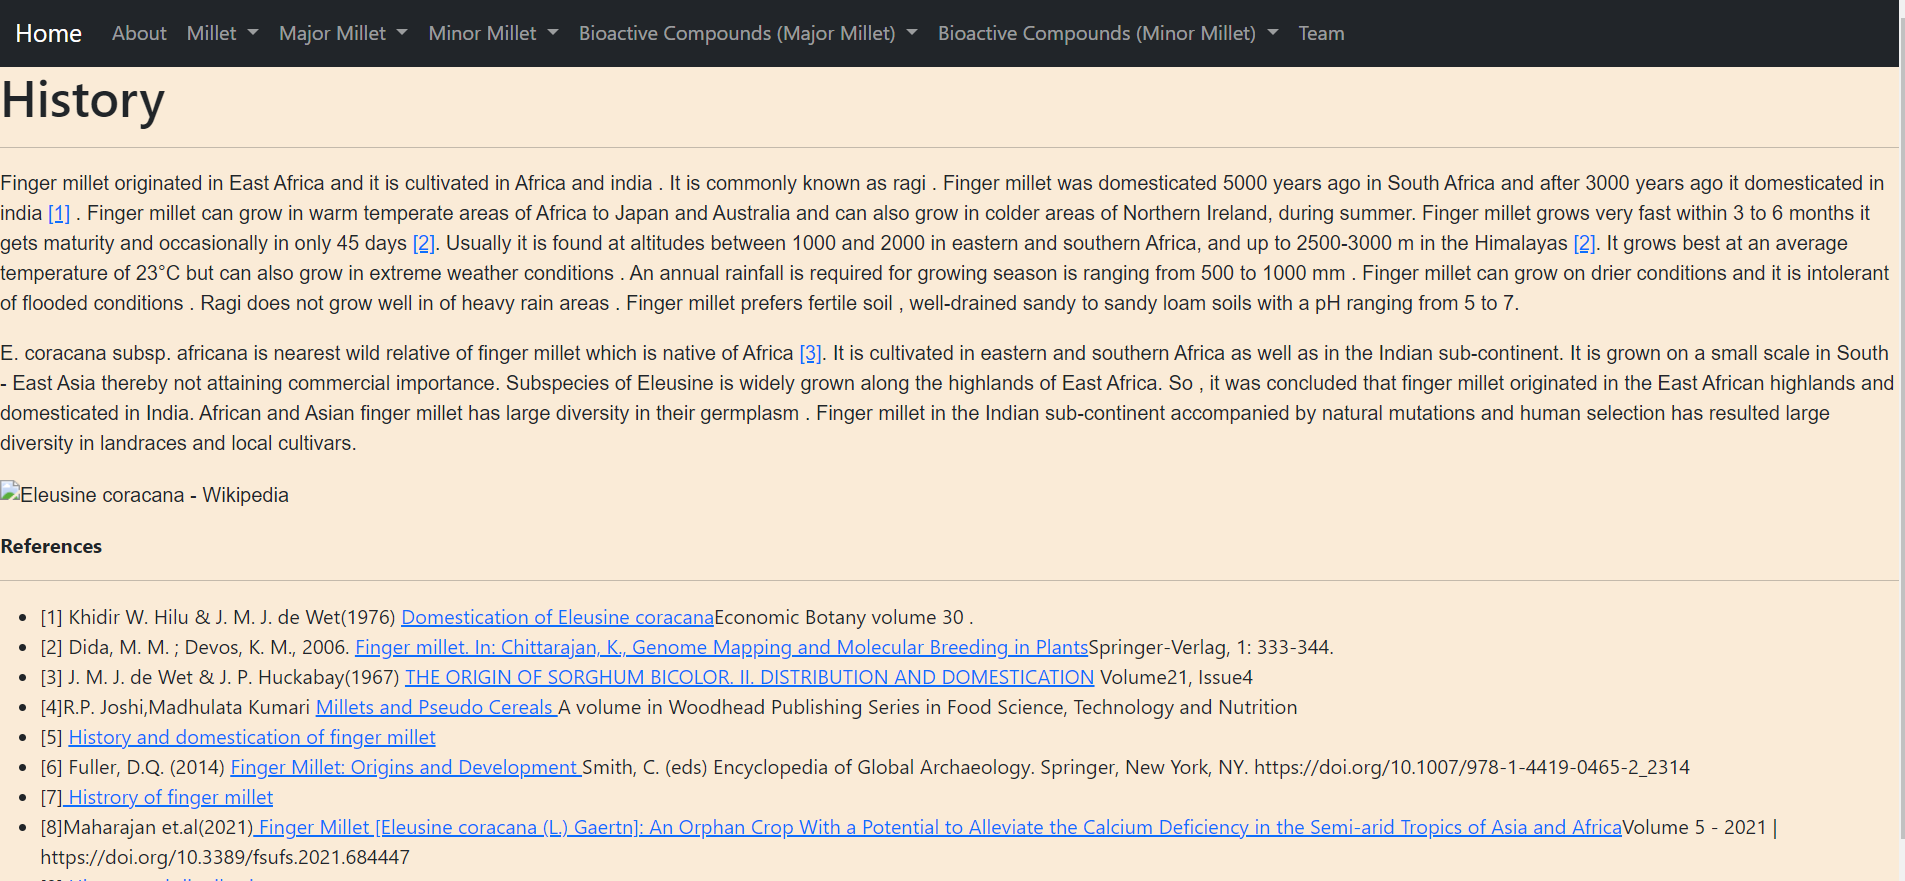 Home About Millet Major Millet Minor Millet Bioactive Compounds (Major Millet) Bioactive Compounds (Minor Millet) Team
History
Finger millet originated in East Africa and it is cultivated in Africa and india . It is commonly known as ragi . Finger millet was domesticated 5000 years ago in South Africa and after 3000 years ago it domesticated in
india [1] . Finger millet can grow in warm temperate areas of Africa to Japan and Australia and can also grow in colder areas of Northern Ireland, during summer. Finger millet grows very fast within 3 to 6 months it
gets maturity and occasionally in only 45 days [2]. Usually it is found at altitudes between 1000 and 2000 in eastern and southern Africa, and up to 2500-3000 m in the Himalayas [2]. It grows best at an average
temperature of 23°C but can also grow in extreme weather conditions . An annual rainfall is required for growing season is ranging from 500 to 1000 mm . Finger millet can grow on drier conditions and it is intolerant
of flooded conditions . Ragi does not grow well in of heavy rain areas . Finger millet prefers fertile soil , well-drained sandy to sandy loam soils with a pH ranging from 5 to 7.
E. coracana subsp. africana is nearest wild relative of finger millet which is native of Africa [3]. It is cultivated in eastern and southern Africa as well as in the Indian sub-continent. It is grown on a small scale in South
- East Asia thereby not attaining commercial importance. Subspecies of Eleusine is widely grown along the highlands of East Africa. So , it was concluded that finger millet originated in the East African highlands and
domesticated in India. African and Asian finger millet has large diversity in their germplasm . Finger millet in the Indian sub-continent accompanied by natural mutations and human selection has resulted large
diversity in landraces and local cultivars.
Eleusine coracana - Wikipedia
References
[1] Khidir W. Hilu & J. M. J. de Wet(1976) Domestication of Eleusine coracanaEconomic Botany volume 30 .
[2] Dida, M. M. ; Devos, K. M., 2006. Finger millet. In: Chittarajan, K., Genome Mapping and Molecular Breeding in PlantsSpringer-Verlag, 1: 333-344.
[3] J. M. J. de Wet & J. P. Huckabay(1967) THE ORIGIN OF SORGHUM BICOLOR. II. DISTRIBUTION AND DOMESTICATION Volume21, Issue4
[4]R.P. Joshi,Madhulata Kumari Millets and Pseudo Cereals A volume in Woodhead Publishing Series in Food Science, Technology and Nutrition
[5] History and domestication of finger millet
[6] Fuller, D.Q. (2014) Finger Millet: Origins and Development Smith, C. (eds) Encyclopedia of Global Archaeology. Springer, New York, NY. https://doi.org/10.1007/978-1-4419-0465-2_2314
[7] Histrory of finger millet
[8]Maharajan et.al(2021) Finger Millet [Eleusine coracana (L.) Gaertn]: An Orphan Crop With a Potential to Alleviate the Calcium Deficiency in the Semi-arid Tropics of Asia and AfricaVolume 5 - 2021 |
https://doi.org/10.3389/fsufs.2021.684447